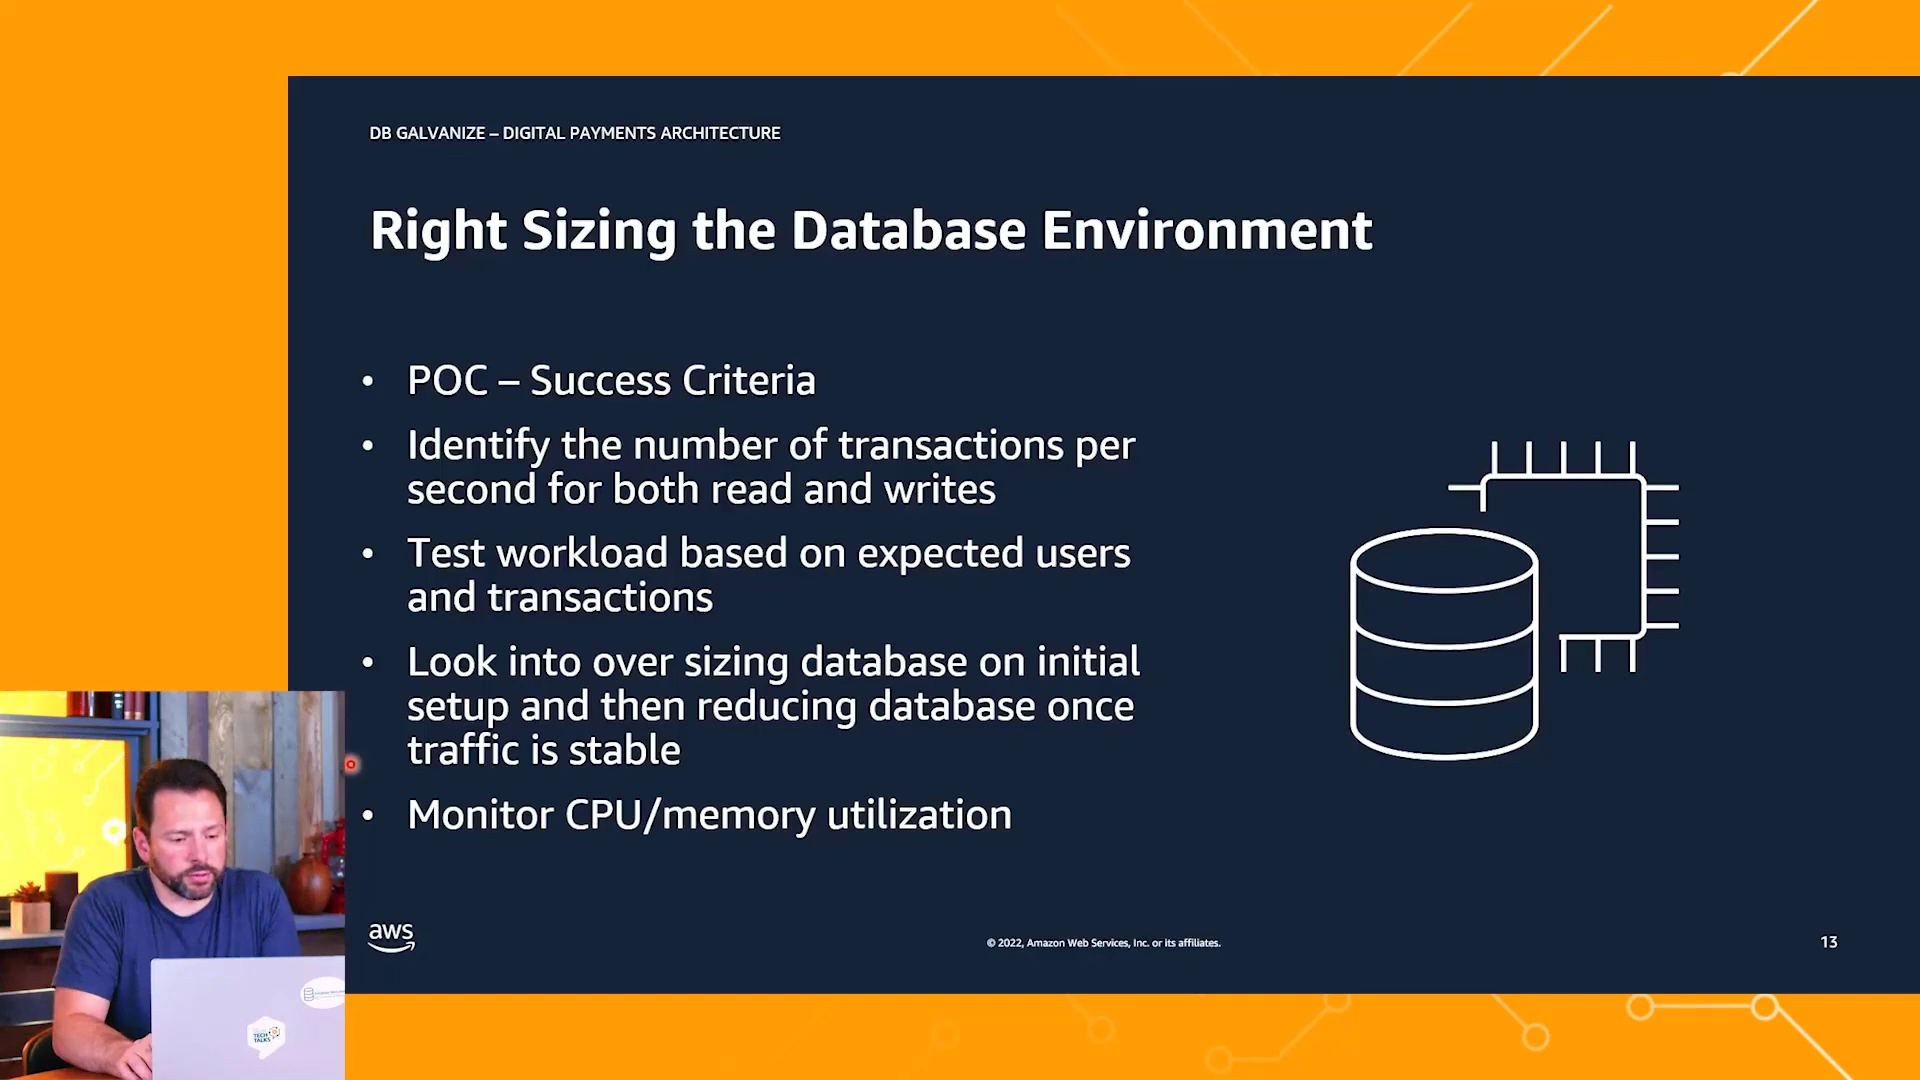 DB GALVANIZE – DIGITAL PAYMENTS ARCHITECTURE
Right Sizing the Database Environment
• POC – Success Criteria
• Identify the number of transactions per
second for both read and writes
• Test workload based on expected users
and transactions
• Look into over sizing database on initial
setup and then reducing database once
traffic is stable
• Monitor CPU/memory utilization
aws
© 2022, Amazon Web Services, Inc. or its affiliates.
13
TECH
TALKS